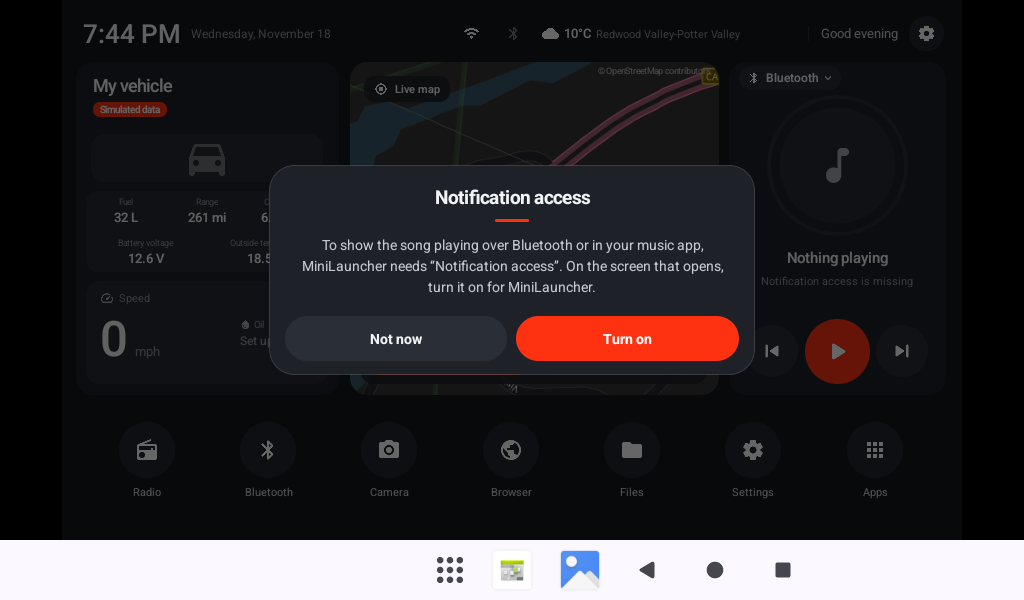 7:44 PM Wednesday, November 18
10°C Redwood Valley-Potter Valley
Good evening
My vehicle
Simulated data
Fuel
Range
32 L
261 mi
Battery voltage
12.6 V
18.5
Speed
0 mph
Oil
© OpenStreetMap contributors
Live map
CA
Notification access
To show the song playing over Bluetooth or in your music app,
MiniLauncher needs “Notification access”. On the screen that opens,
turn it on for MiniLauncher.
Not now
Turn on
Bluetooth
Nothing playing
Notification access is missing
Radio
Bluetooth
Camera
Browser
Files
Settings
Apps